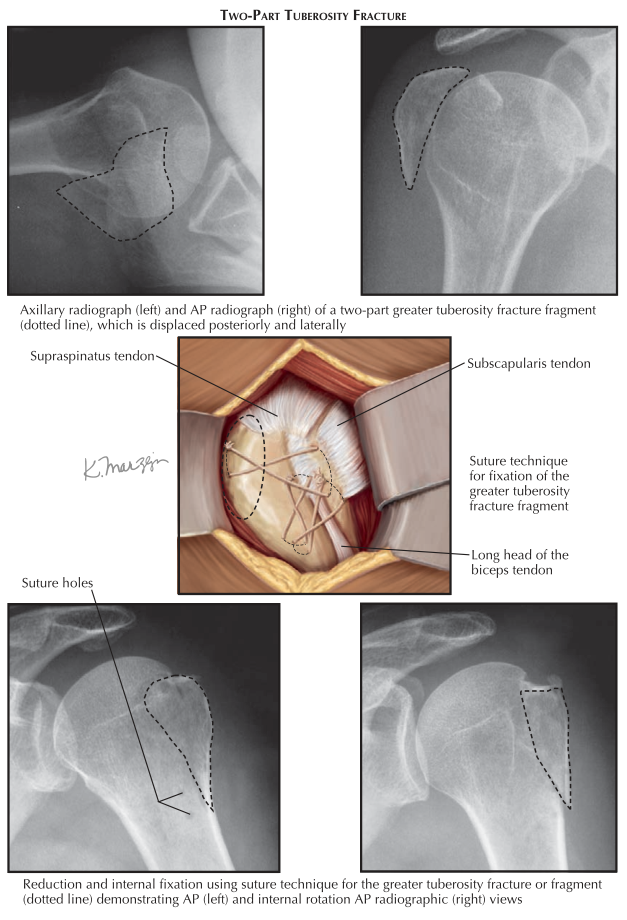 TWO-PART TUBEROSITY FRACTURE
Axillary radiograph (left) and AP radiograph (right) of a two-part greater tuberosity fracture fragment
(dotted line), which is displaced posteriorly and laterally
Supraspinatus tendon
Subscapularis tendon
K. Marzejon
Suture technique
for fixation of the
greater tuberosity
fracture fragment
Long head of the
biceps tendon
Suture holes
Reduction and internal fixation using suture technique for the greater tuberosity fracture or fragment
(dotted line) demonstrating AP (left) and internal rotation AP radiographic (right) views